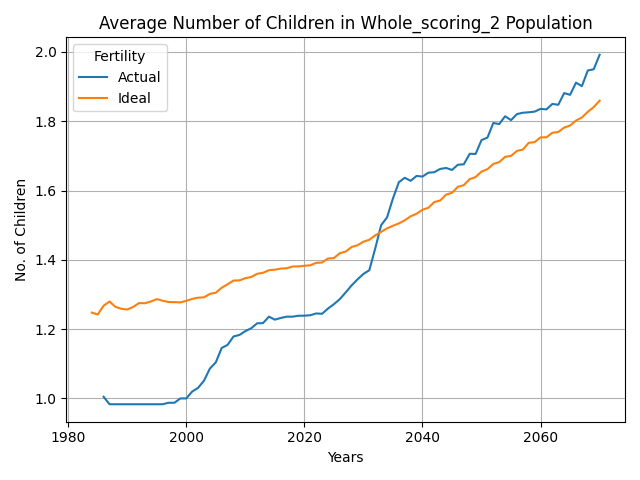 Average Number of Children in Whole_scoring_2 Population
Fertility
Actual
Ideal
2.0
1.8
1.6
1.4
1.2
1.0
No. of Children
1980
2000
2020
2040
2060
Years